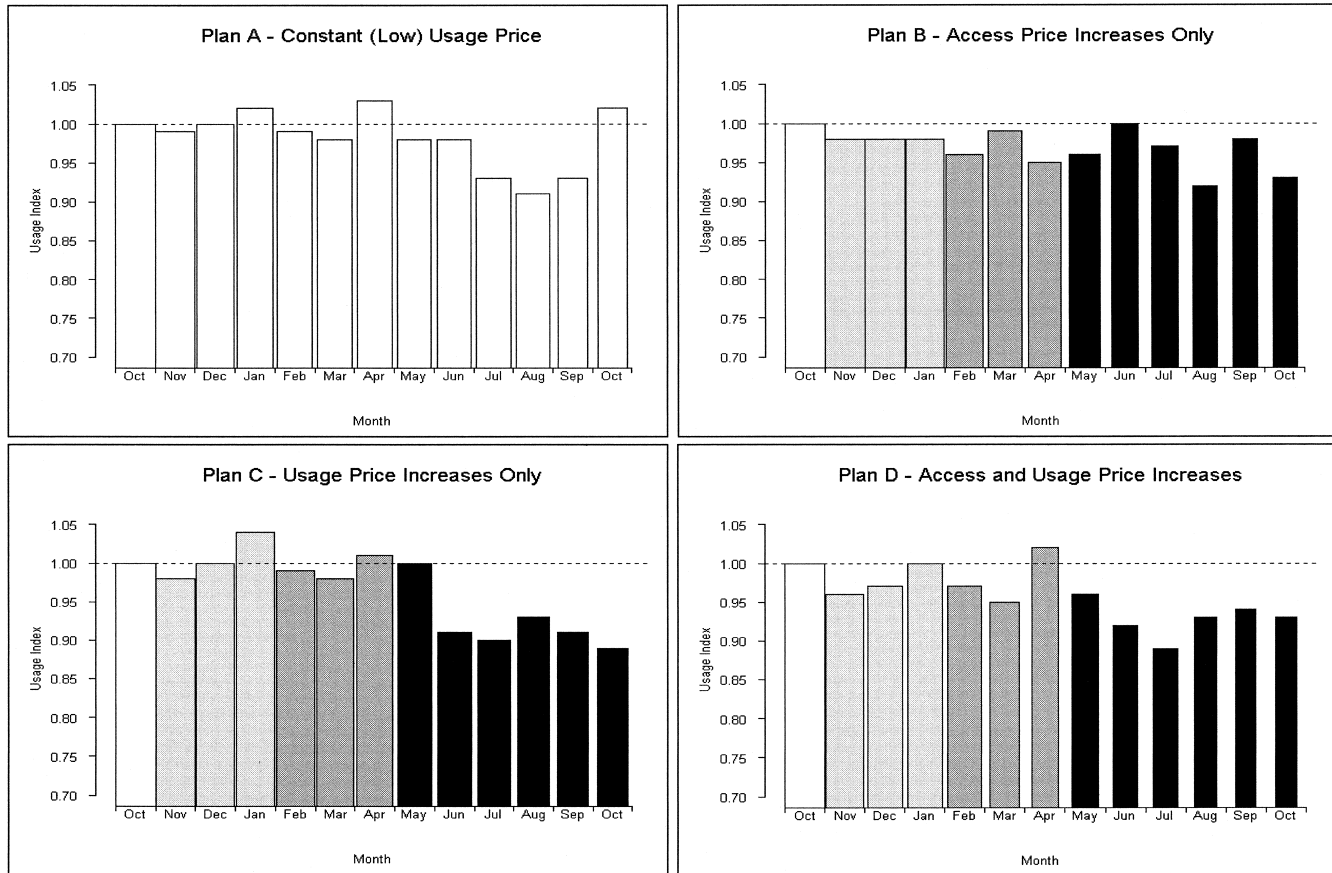 Plan A - Constant (Low) Usage Price
1.05
1.00
0.95
0.90
0.85
0.80
0.75
0.70
Usage Index
Oct Nov Dec Jan Feb Mar Apr May Jun Jul Aug Sep Oct
Month
Plan B - Access Price Increases Only
1.05
1.00
0.95
0.90
0.85
0.80
0.75
0.70
Usage Index
Oct Nov Dec Jan Feb Mar Apr May Jun Jul Aug Sep Oct
Month
Plan C - Usage Price Increases Only
1.05
1.00
0.95
0.90
0.85
0.80
0.75
0.70
Usage Index
Oct Nov Dec Jan Feb Mar Apr May Jun Jul Aug Sep Oct
Month
Plan D - Access and Usage Price Increases
1.05
1.00
0.95
0.90
0.85
0.80
0.75
0.70
Usage Index
Oct Nov Dec Jan Feb Mar Apr May Jun Jul Aug Sep Oct
Month